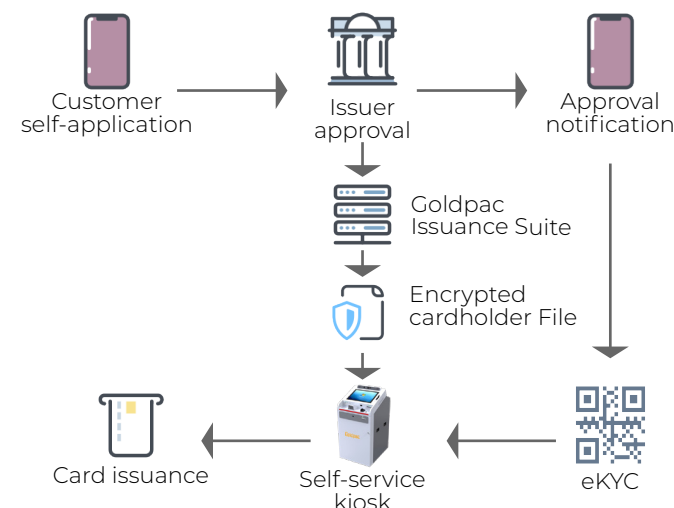 Customer
self-application
Issuer
approval
Approval
notification
Goldpac
Issuance Suite
Encrypted
cardholder File
Card issuance
Self-service
kiosk
eKYC